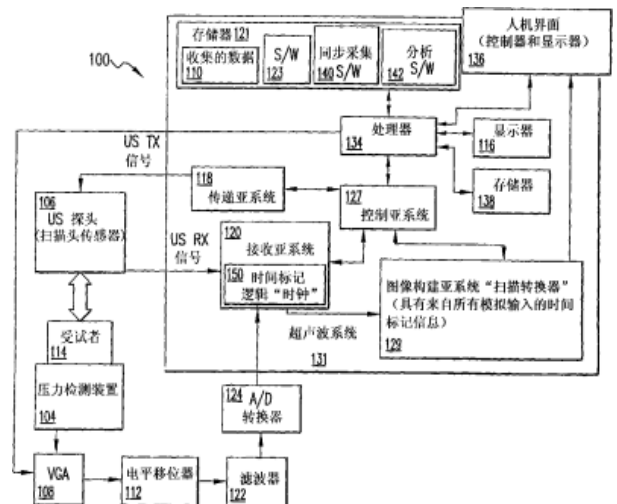 100
存储器 121
收集的数据
110
S/W
123
同步采集
140 S/W
分析
142 S/W
人机界面
(控制器和显示器)
136
处理器
134
显示器
116
存储器
138
US TX
信号
118
传递亚系统
127
控制亚系统
106
US 探头
(扫描头传感器)
US RX
信号
120
接收亚系统
150 时间标记
逻辑“时钟”
图像构建亚系统“扫描转换器”
(具有来自所有模拟输入的时间
标记信息)
129
超声波系统
131
受试者
114
压力检测装置
104
124 A/D
转换器
VGA
108
电平移位器
112
滤波器
122